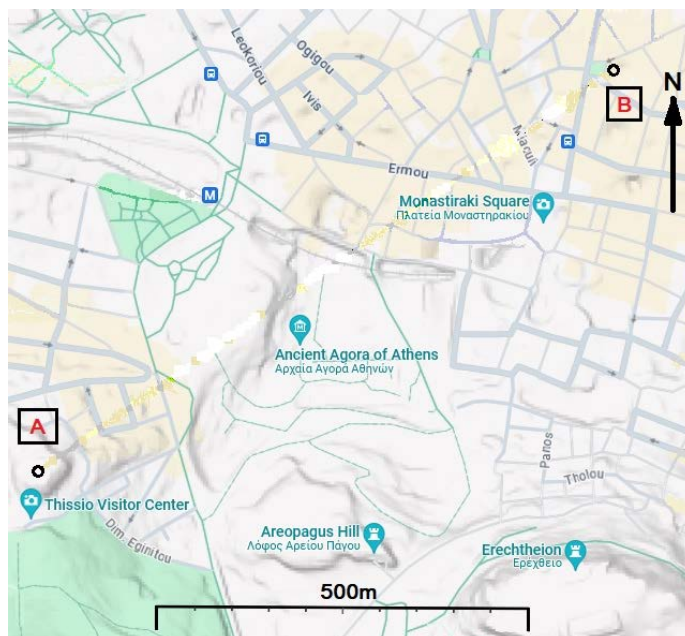 Leokoriou
Ogigou
Ivis
B
N
Miaouli
Ermou
M
Monastiraki Square
Πλατεία Μοναστηρακίου
Ancient Agora of Athens
Αρχαία Αγορά Αθηνών
A
Thissio Visitor Center
Panos
Tholou
Dim. Eginitou
Areopagus Hill
Λόφος Αρείου Πάγου
Erechtheion
Ερέχθειο
500m